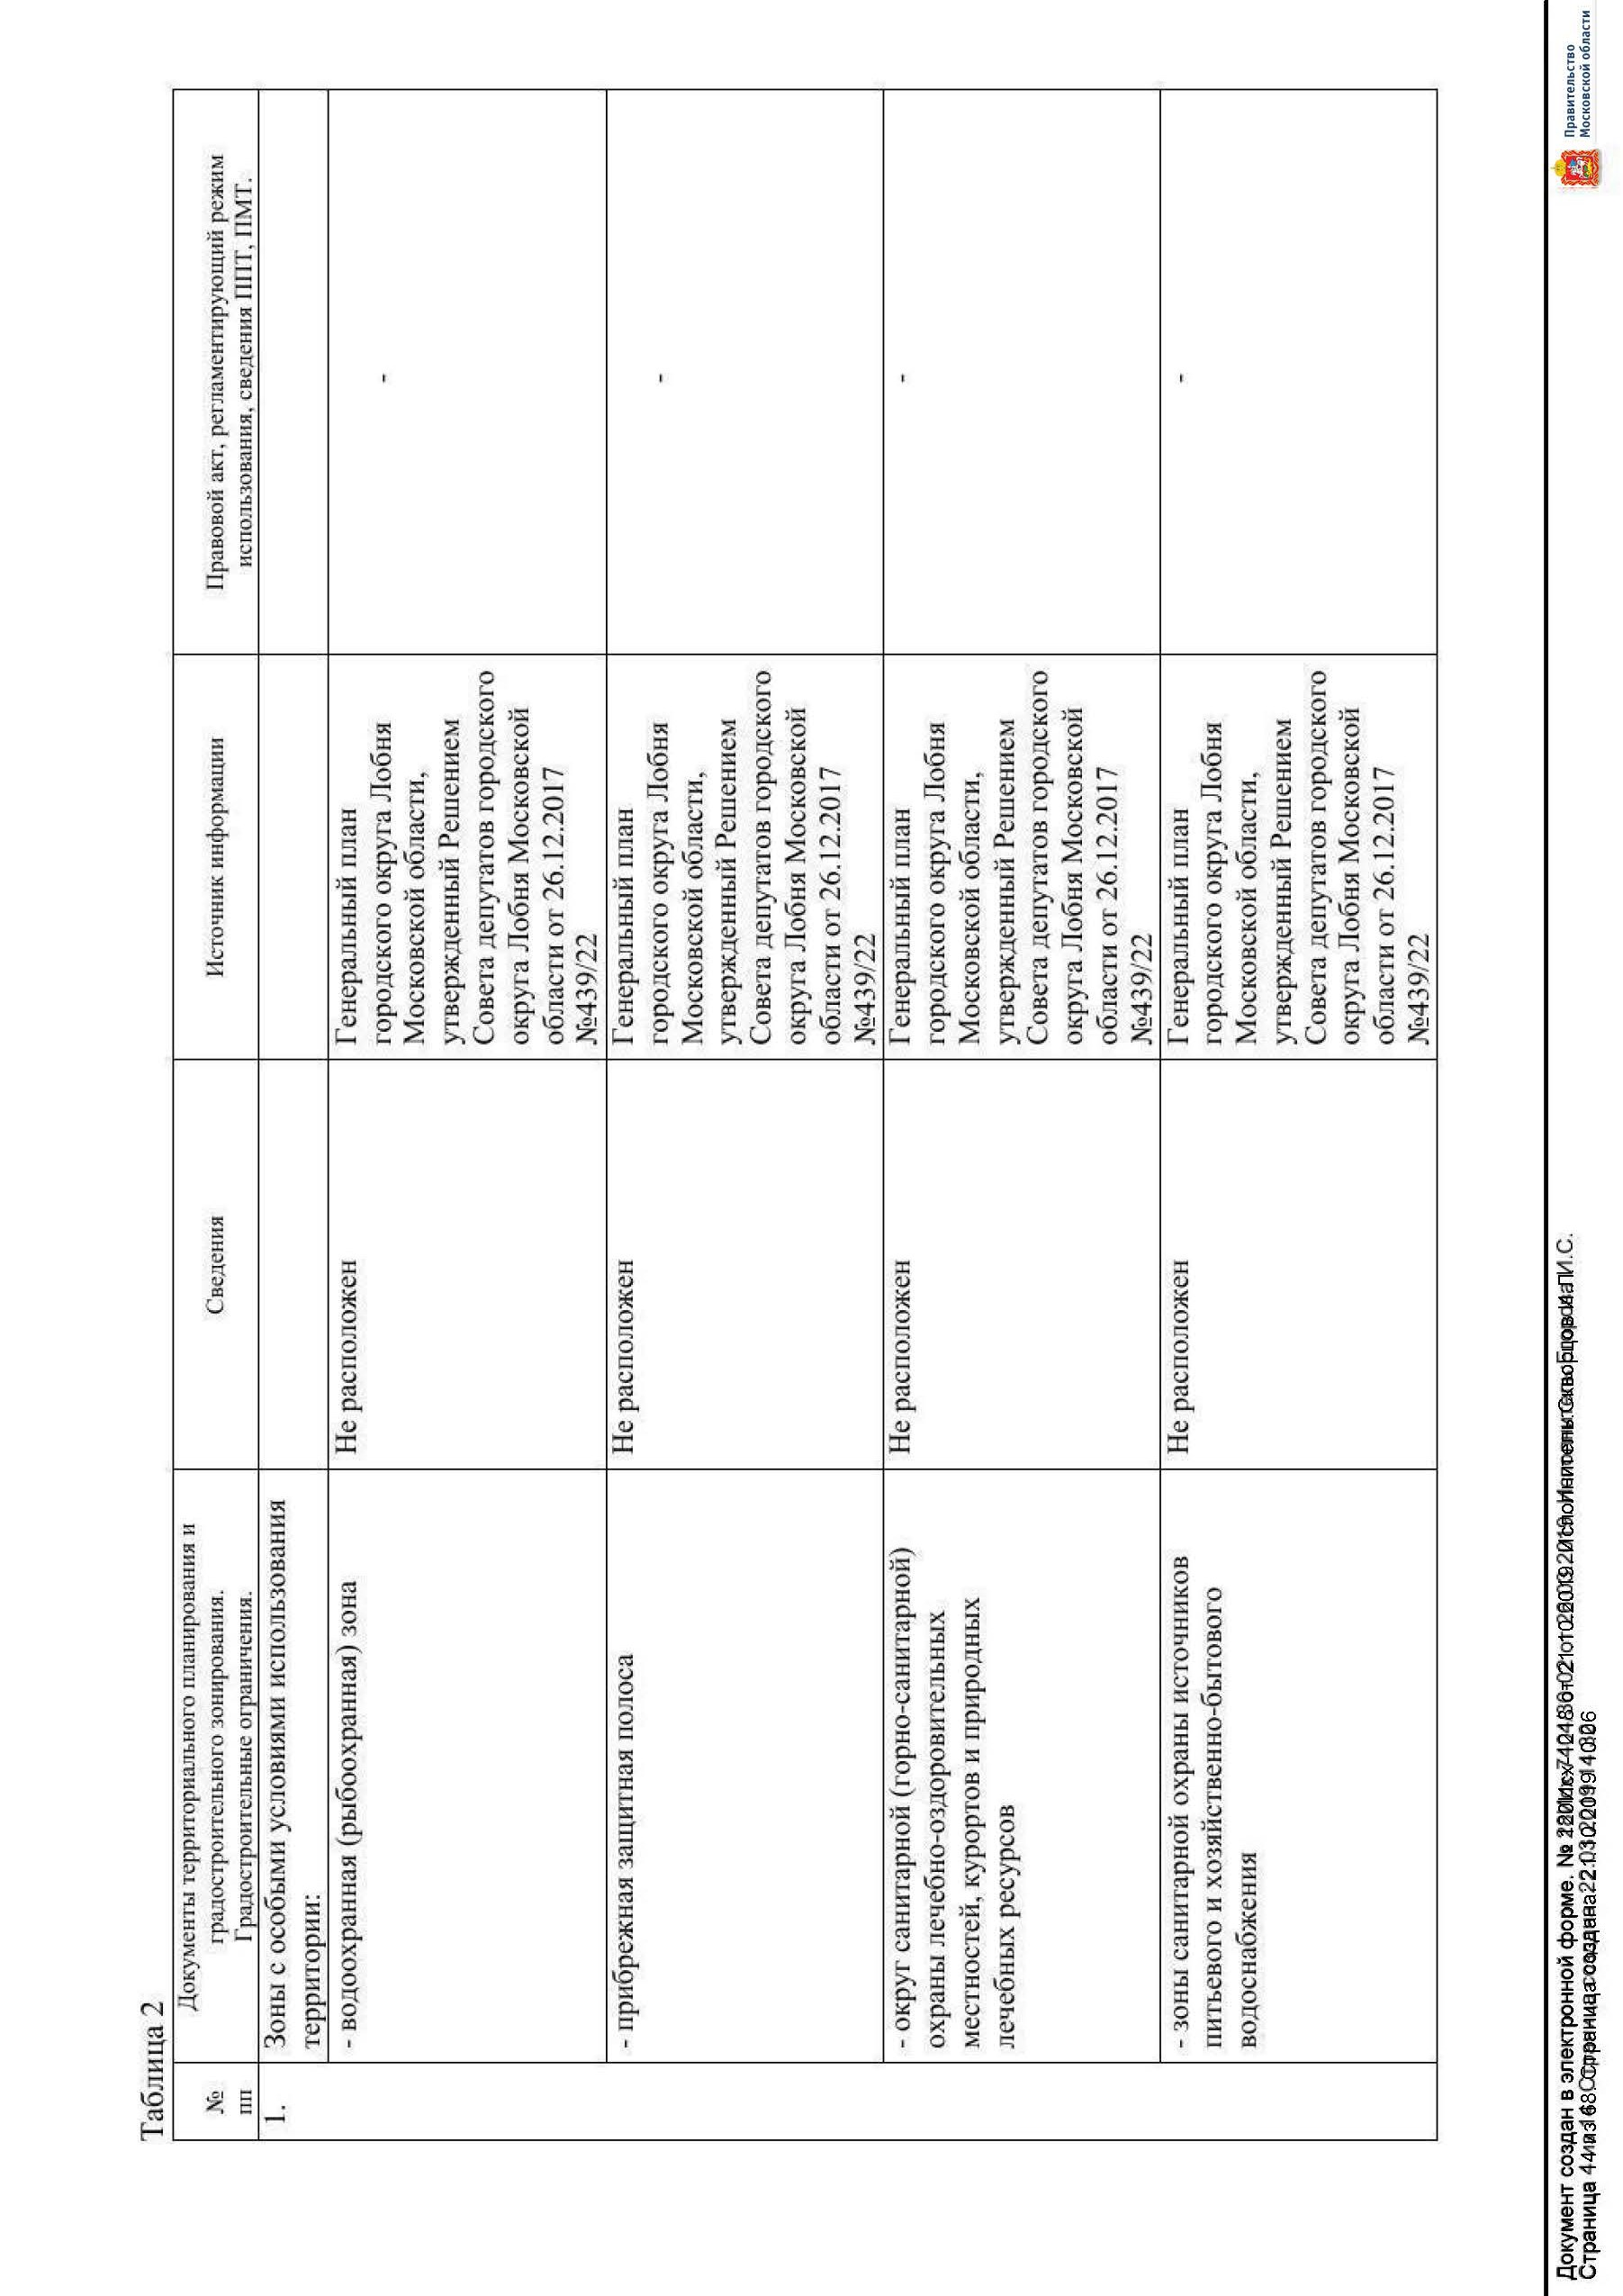 Таблица 2
№
пп
Документы территориального планирования и
градостроительного зонирования.
Градостроительные ограничения.
Сведения
Источник информации
Правовой акт, регламентирующий режим
использования, сведения ППТ, ПМТ.
1.
Зоны с особыми условиями использования
территории:
- водоохранная (рыбоохранная) зона
Не расположен
Генеральный план
городского округа Лобня
Московской области,
утвержденный Решением
Совета депутатов городского
округа Лобня Московской
области от 26.12.2017
№439/22
-
- прибрежная защитная полоса
Не расположен
Генеральный план
городского округа Лобня
Московской области,
утвержденный Решением
Совета депутатов городского
округа Лобня Московской
области от 26.12.2017
№439/22
-
- округ санитарной (горно-санитарной)
охраны лечебно-оздоровительных
местностей, курортов и природных
лечебных ресурсов
Не расположен
Генеральный план
городского округа Лобня
Московской области,
утвержденный Решением
Совета депутатов городского
округа Лобня Московской
области от 26.12.2017
№439/22
-
- зоны санитарной охраны источников
питьевого и хозяйственно-бытового
водоснабжения
Не расположен
Генеральный план
городского округа Лобня
Московской области,
утвержденный Решением
Совета депутатов городского
округа Лобня Московской
области от 26.12.2017
№439/22
-
Документ создан в электронной форме. №
Страница
Правительство
Московской области